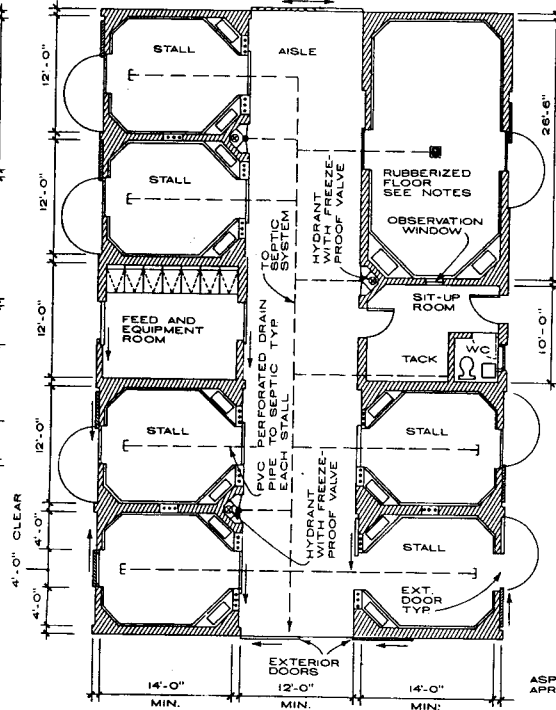 STALL
AISLE
12'-0"
26'-6"
STALL
12'-0"
RUBBERIZED
FLOOR
SEE NOTES
HYDRANT
WITH FREEZE-
PROOF VALVE
OBSERVATION
WINDOW
TO
SEPTIC
SYSTEM
SIT-UP
ROOM
FEED AND
EQUIPMENT
ROOM
12'-0"
10'-0"
TACK
WC
PVC PERFORATED DRAIN
PIPE TO SEPTIC TYP.
EACH STALL
STALL
STALL
12'-0"
HYDRANT
WITH FREEZE-
PROOF VALVE
4'-0" CLEAR
4'-0"
4'-0"
STALL
EXT.
DOOR
TYP.
EXTERIOR
DOORS
14'-0"
MIN.
12'-0"
MIN.
14'-0"
MIN.
ASP
APR